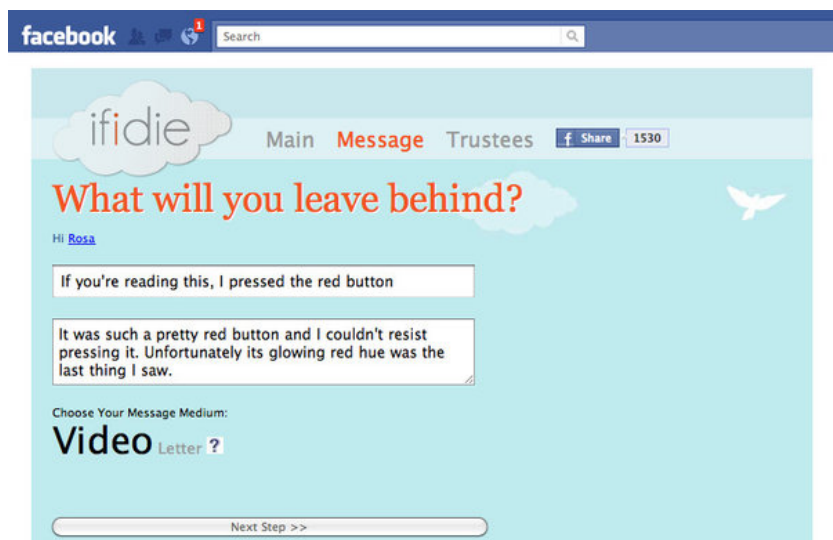 facebook 1 Search
ifidie Main Message Trustees f Share 1530
What will you leave behind?
Hi Rosa
If you're reading this, I pressed the red button
It was such a pretty red button and I couldn't resist
pressing it. Unfortunately its glowing red hue was the
last thing I saw.
Choose Your Message Medium:
Video Letter ?
Next Step >>